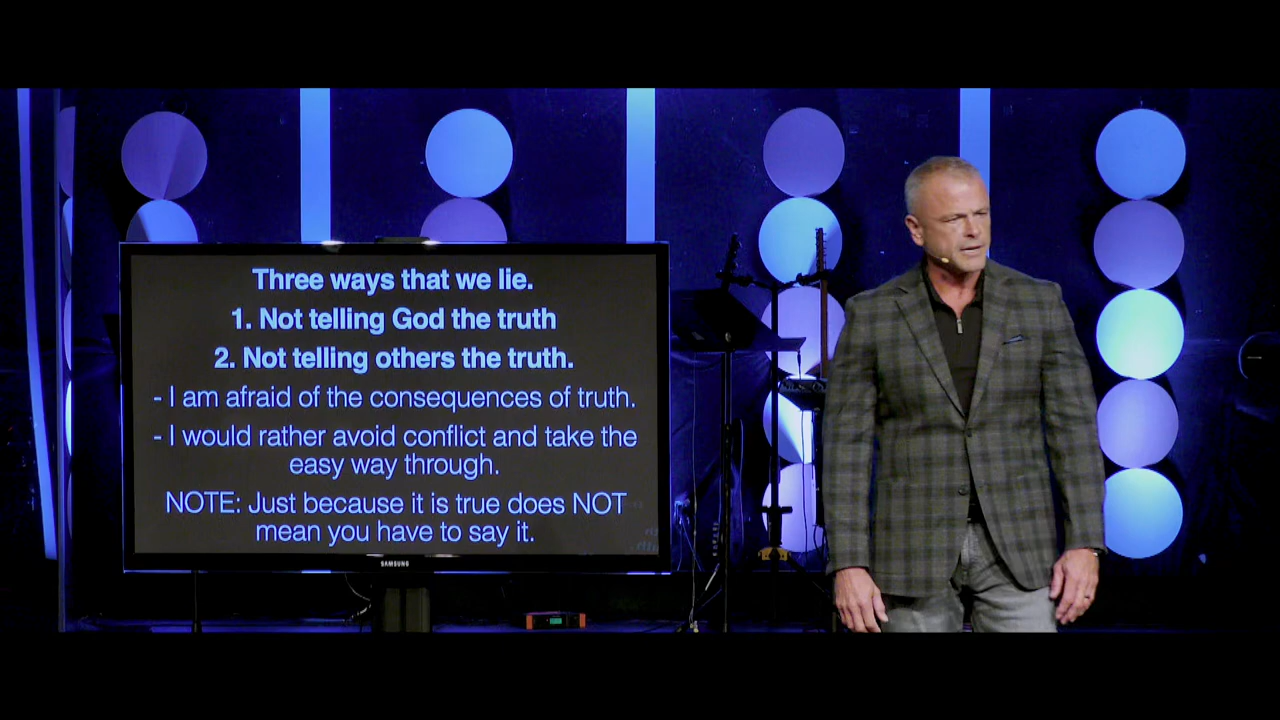 Three ways that we lie.
1. Not telling God the truth
2. Not telling others the truth.
- I am afraid of the consequences of truth.
- I would rather avoid conflict and take the
easy way through.
NOTE: Just because it is true does NOT
mean you have to say it.
SAMSUNG